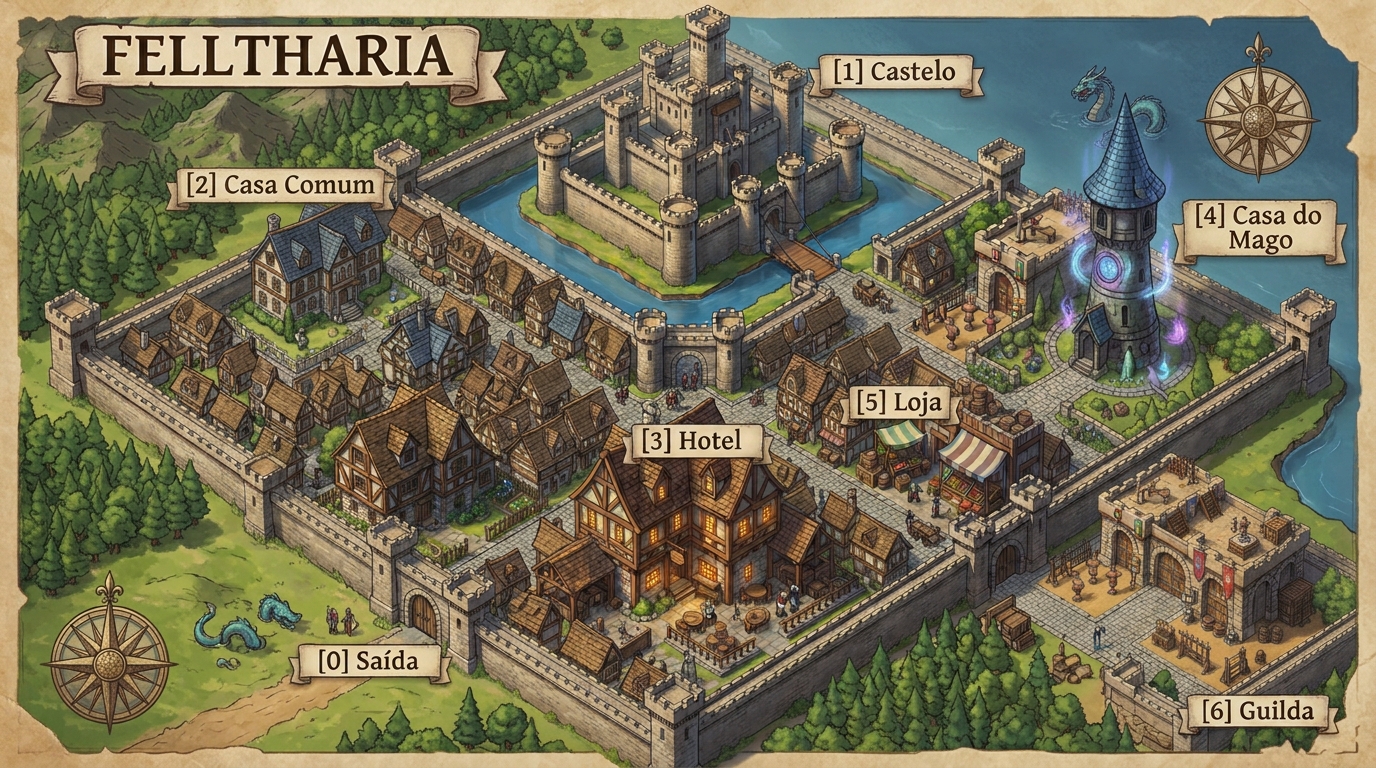 FELLTHARIA
[1] Castelo
[2] Casa Comum
[4] Casa do
Mago
[5] Loja
[3] Hotel
[0] Saída
[6] Guilda